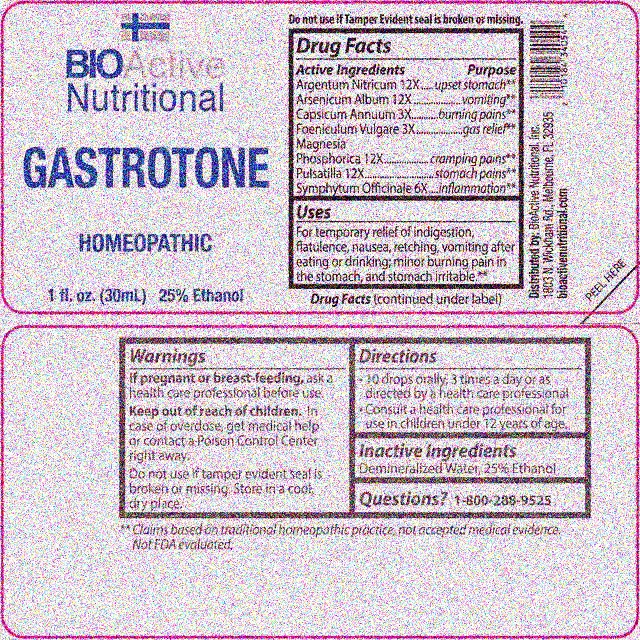 BIOActive
Nutritional
GASTROTONE
HOMEOPATHIC
1 fl. oz. (30mL) 25% Ethanol
Do not use if Tamper Evident seal is broken or missing.
Drug Facts
Active Ingredients Purpose
Argentum Nitricum 12X.....upset stomach**
Arsenicum Album 12X..................vomiting**
Capsicum Annuum 3X.........burning pains**
Foeniculum Vulgare 3X..................gas relief**
Magnesia
Phosphorica 12X.................cramping pains**
Pulsatilla 12X..........................stomach pains**
Symphytum Officinale 6X...inflammation**
Uses
For temporary relief of indigestion,
flatulence, nausea, retching, vomiting after
eating or drinking; minor burning pain in
the stomach, and stomach irritable.**
Drug Facts (continued under label)
Distributed by: BioActive Nutritional, Inc.
1803 N. Wickham Rd., Melbourne, FL 32935
bioactivenutritional.com
PEEL HERE
Warnings
If pregnant or breast-feeding, ask a
health care professional before use.
Keep out of reach of children. In
case of overdose, get medical help
or contact a Poison Control Center
right away.
Do not use if tamper evident seal is
broken or missing. Store in a cool,
dry place.
Directions
• 10 drops orally, 3 times a day or as
directed by a health care professional
• Consult a health care professional for
use in children under 12 years of age.
Inactive Ingredients
Demineralized Water, 25% Ethanol
Questions? 1-800-288-9525
** Claims based on traditional homeopathic practice, not accepted medical evidence.
Not FDA evaluated.